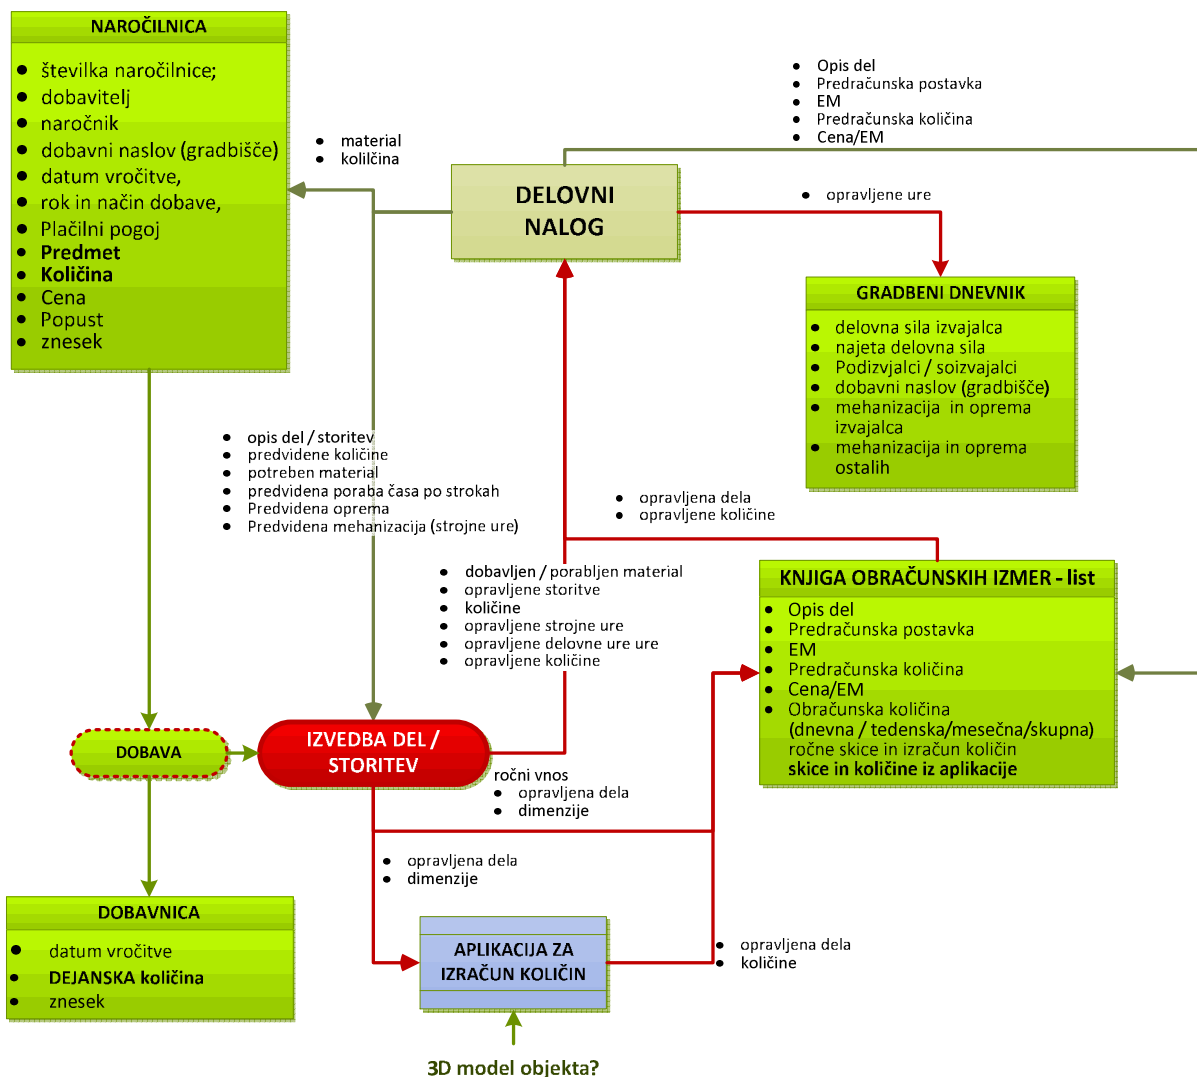 NAROČILNICA
številka naročilnice;
dobavitelj
naročnik
dobavni naslov (gradbišče)
datum vročitve,
rok in način dobave,
Plačilni pogoj
Predmet
Količina
Cena
Popust
znesek
material
kolilčina
DELOVNI
NALOG
Opis del
Predračunska postavka
EM
Predračunska količina
Cena/EM
opravljene ure
GRADBENI DNEVNIK
delovna sila izvajalca
najeta delovna sila
Podizvjalci / soizvajalci
dobavni naslov (gradbišče)
mehanizacija in oprema
izvajalca
mehanizacija in oprema
ostalih
opis del / storitev
predvidene količine
potreben material
predvidena poraba časa po strokah
Predvidena oprema
Predvidena mehanizacija (strojne ure)
opravljena dela
opravljene količine
dobavljen / porabljen material
opravljene storitve
količine
opravljene strojne ure
opravljene delovne ure ure
opravljene količine
KNJIGA OBRAČUNSKIH IZMER - list
Opis del
Predračunska postavka
EM
Predračunska količina
Cena/EM
Obračunska količina
(dnevna / tedenska/mesečna/skupna)
ročne skice in izračun količin
skice in količine iz aplikacije
DOBAVA
IZVEDBA DEL /
STORITEV
ročni vnos
opravljena dela
dimenzije
opravljena dela
dimenzije
DOBAVNICA
datum vročitve
DEJANSKA količina
znesek
APLIKACIJA ZA
IZRAČUN KOLIČIN
opravljena dela
količine
3D model objekta?